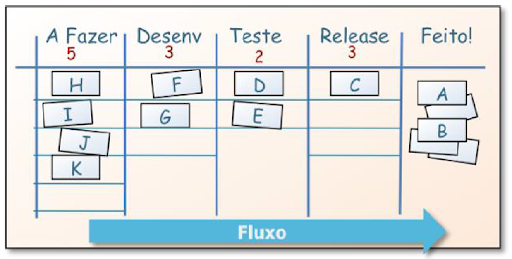 A Fazer Desenv Teste Release Feito!
5 3 2 3
H F D C A
I G E
J B
K
Fluxo